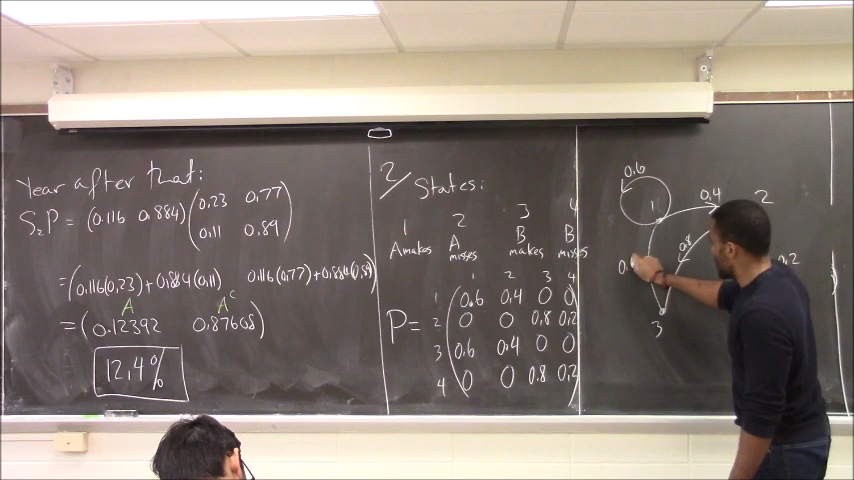 Year after that:
S₂P = (0.116 0.884) (0.23 0.77
0.11 0.89)
= (0.116(0.23)+0.884(0.11) 0.116(0.77)+0.884(0.89))
A Aᶜ
= (0.12392 0.87608)
12.4%
2/ States:
1 2 3 4
A makes A misses B makes B misses
1 2 3 4
1 0.6 0.4 0 0
P = 2 0 0 0.8 0.2
3 0.6 0.4 0 0
4 0 0 0.8 0.2
0.6
1 0.4 2
0.8
0. 0.2
3